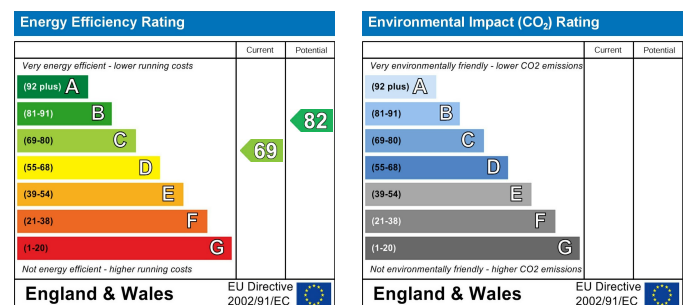 Energy Efficiency Rating
Current Potential
Very energy efficient - lower running costs
(92 plus) A
(81-91) B
82
(69-80) C
69
(55-68) D
(39-54) E
(21-38) F
(1-20) G
Not energy efficient - higher running costs
England & Wales
EU Directive
2002/91/EC
Environmental Impact (CO₂) Rating
Current Potential
Very environmentally friendly - lower CO2 emissions
(92 plus) A
(81-91) B
(69-80) C
(55-68) D
(39-54) E
(21-38) F
(1-20) G
Not environmentally friendly - higher CO2 emissions
England & Wales
EU Directive
2002/91/EC